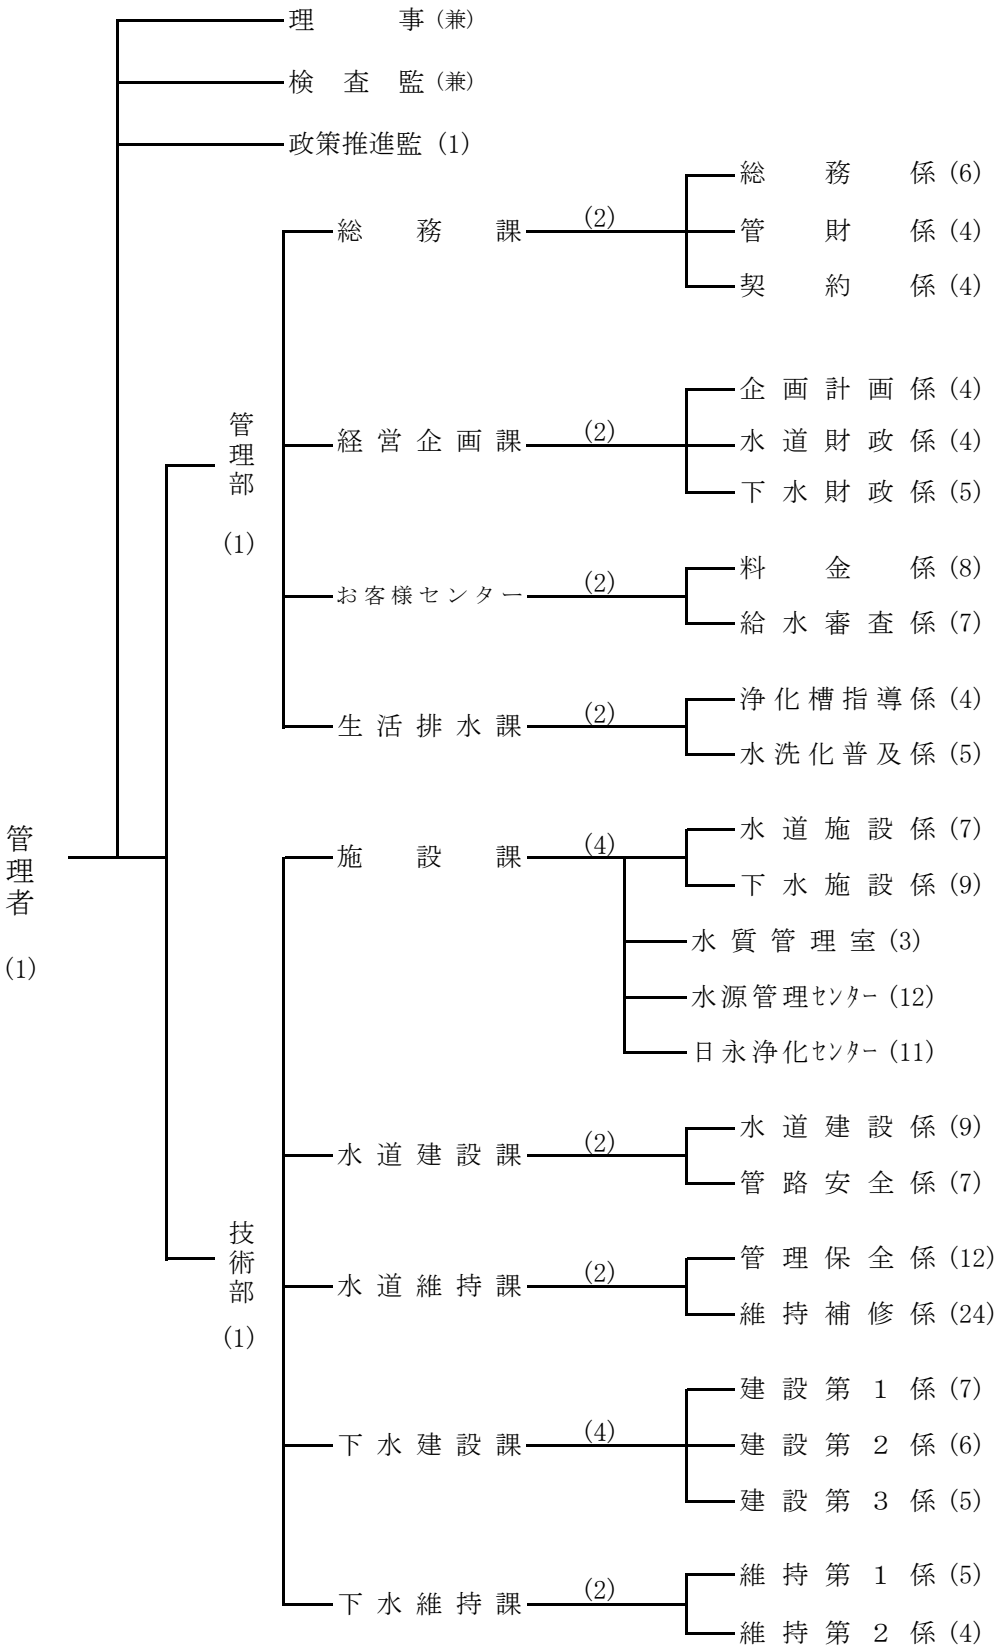 理事(兼)
検査監(兼)
政策推進監(1)
総務課(2)
総務係(6)
管財係(4)
契約係(4)
管理部
(1)
経営企画課(2)
企画計画係(4)
水道財政係(4)
下水財政係(5)
お客様センター(2)
料金係(8)
給水審査係(7)
生活排水課(2)
浄化槽指導係(4)
水洗化普及係(5)
管理者
(1)
施設課(4)
水道施設係(7)
下水施設係(9)
水質管理室(3)
水源管理ｾﾝﾀｰ(12)
日永浄化ｾﾝﾀｰ(11)
技術部
(1)
水道建設課(2)
水道建設係(9)
管路安全係(7)
水道維持課(2)
管理保全係(12)
維持補修係(24)
下水建設課(4)
建設第１係(7)
建設第２係(6)
建設第３係(5)
下水維持課(2)
維持第１係(5)
維持第２係(4)